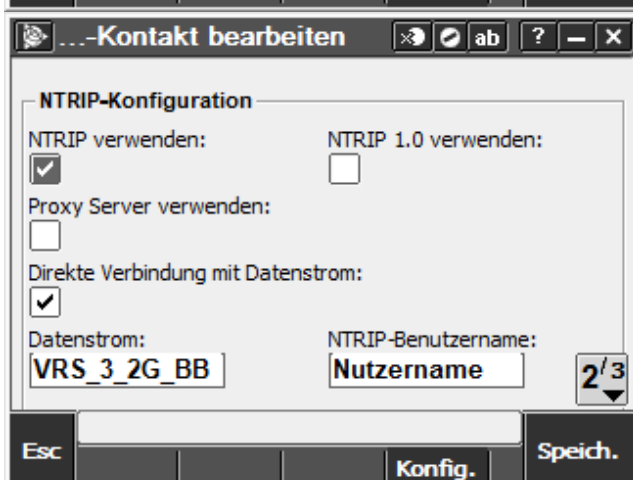 ...-Kontakt bearbeiten ab ? – x
NTRIP-Konfiguration
NTRIP verwenden: NTRIP 1.0 verwenden:
Proxy Server verwenden:
Direkte Verbindung mit Datenstrom:
Datenstrom: NTRIP-Benutzername:
VRS_3_2G_BB Nutzername 2/3
Esc Konfig. Speich.